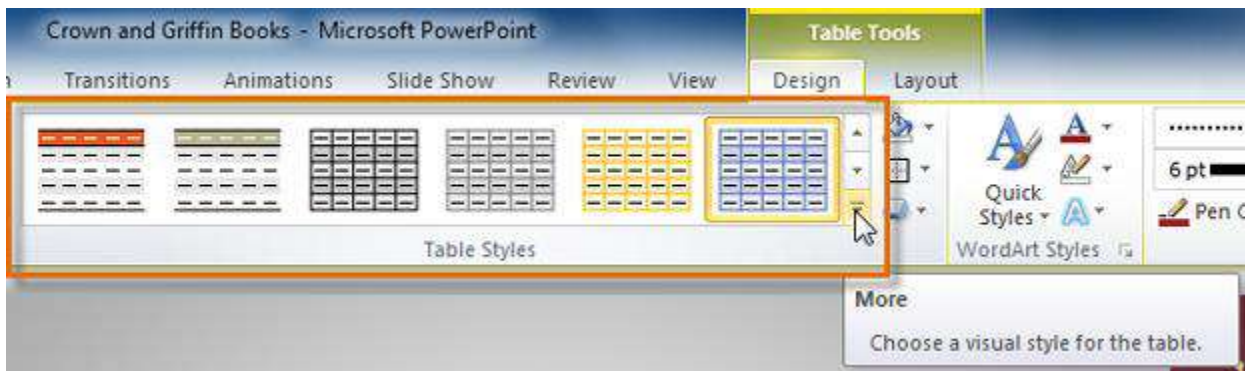 Crown and Griffin Books - Microsoft PowerPoint
Table Tools
Transitions Animations Slide Show Review View Design Layout
6 pt
Quick
Styles
Pen
Table Styles
WordArt Styles
More
Choose a visual style for the table.